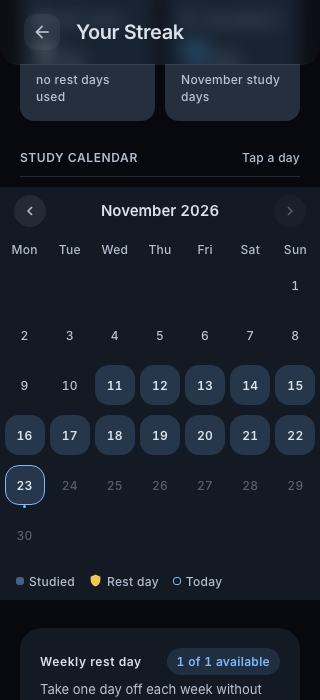 Your Streak
no rest days
used
November study
days
STUDY CALENDAR Tap a day
November 2026
Mon Tue Wed Thu Fri Sat Sun
1
2 3 4 5 6 7 8
9 10 11 12 13 14 15
16 17 18 19 20 21 22
23 24 25 26 27 28 29
30
Studied Rest day Today
Weekly rest day 1 of 1 available
Take one day off each week without